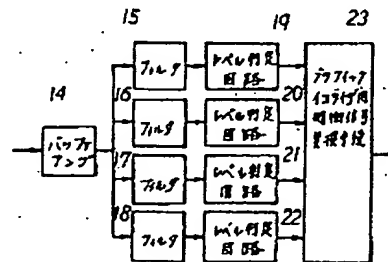 15
19
23
14
16
17
18
20
21
22
バッファ
アンプ
フィルタ
フィルタ
フィルタ
フィルタ
レベル判定
回路
レベル判定
回路
レベル判定
回路
レベル判定
回路
グラフィック
イコライザ用
制御信号